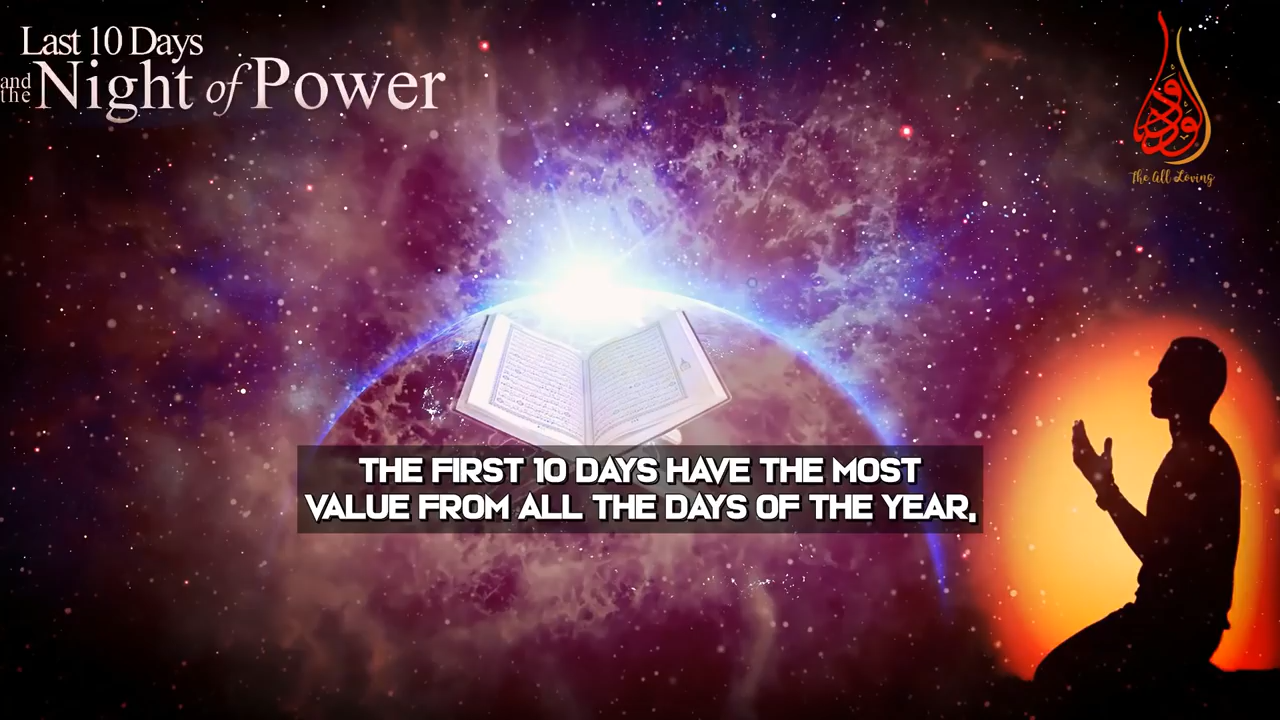 Last 10 Days
and the Night of Power
The All Loving
THE FIRST 10 DAYS HAVE THE MOST
VALUE FROM ALL THE DAYS OF THE YEAR,